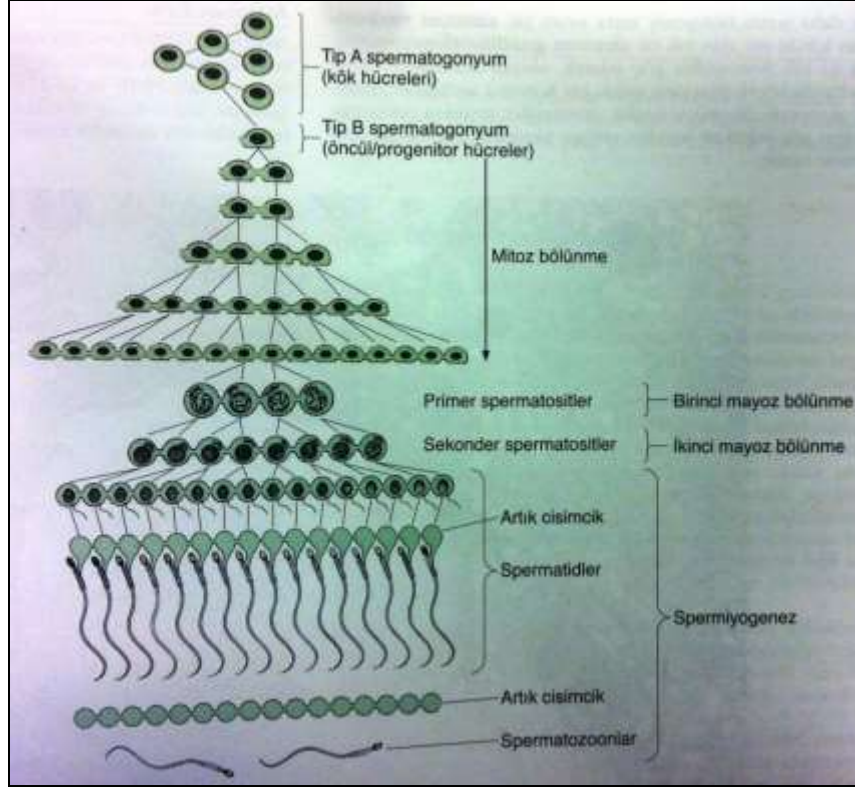 Tip A spermatogonyum
(kök hücreleri)
Tip B spermatogonyum
(öncül/progenitor hücreler)
Mitoz bölünme
Primer spermatositler
Birinci mayoz bölünme
Sekonder spermatositler
İkinci mayoz bölünme
Artık cisimcik
Spermatidler
Spermiyogenez
Artık cisimcik
Spermatozoonlar